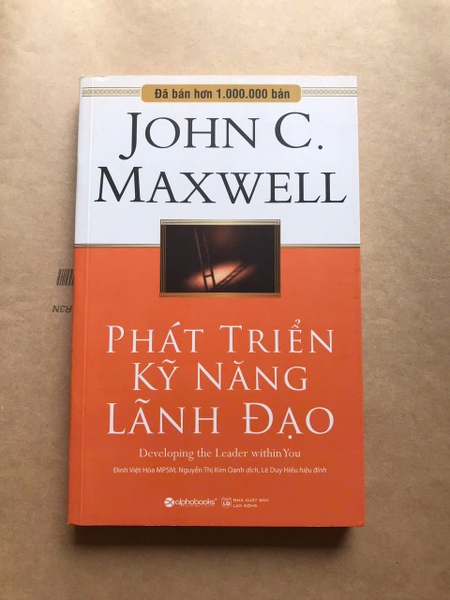 Đã bán hơn 1.000.000 bản
JOHN C.
MAXWELL
PHÁT TRIỂN
KỸ NĂNG
LÃNH ĐẠO
Developing the Leader within You
Đinh Việt Hòa MPSM, Nguyễn Thị Kim Oanh dịch, Lê Duy Hiếu hiệu đính
alphabooks
NHÀ XUẤT BẢN
LAO ĐỘNG